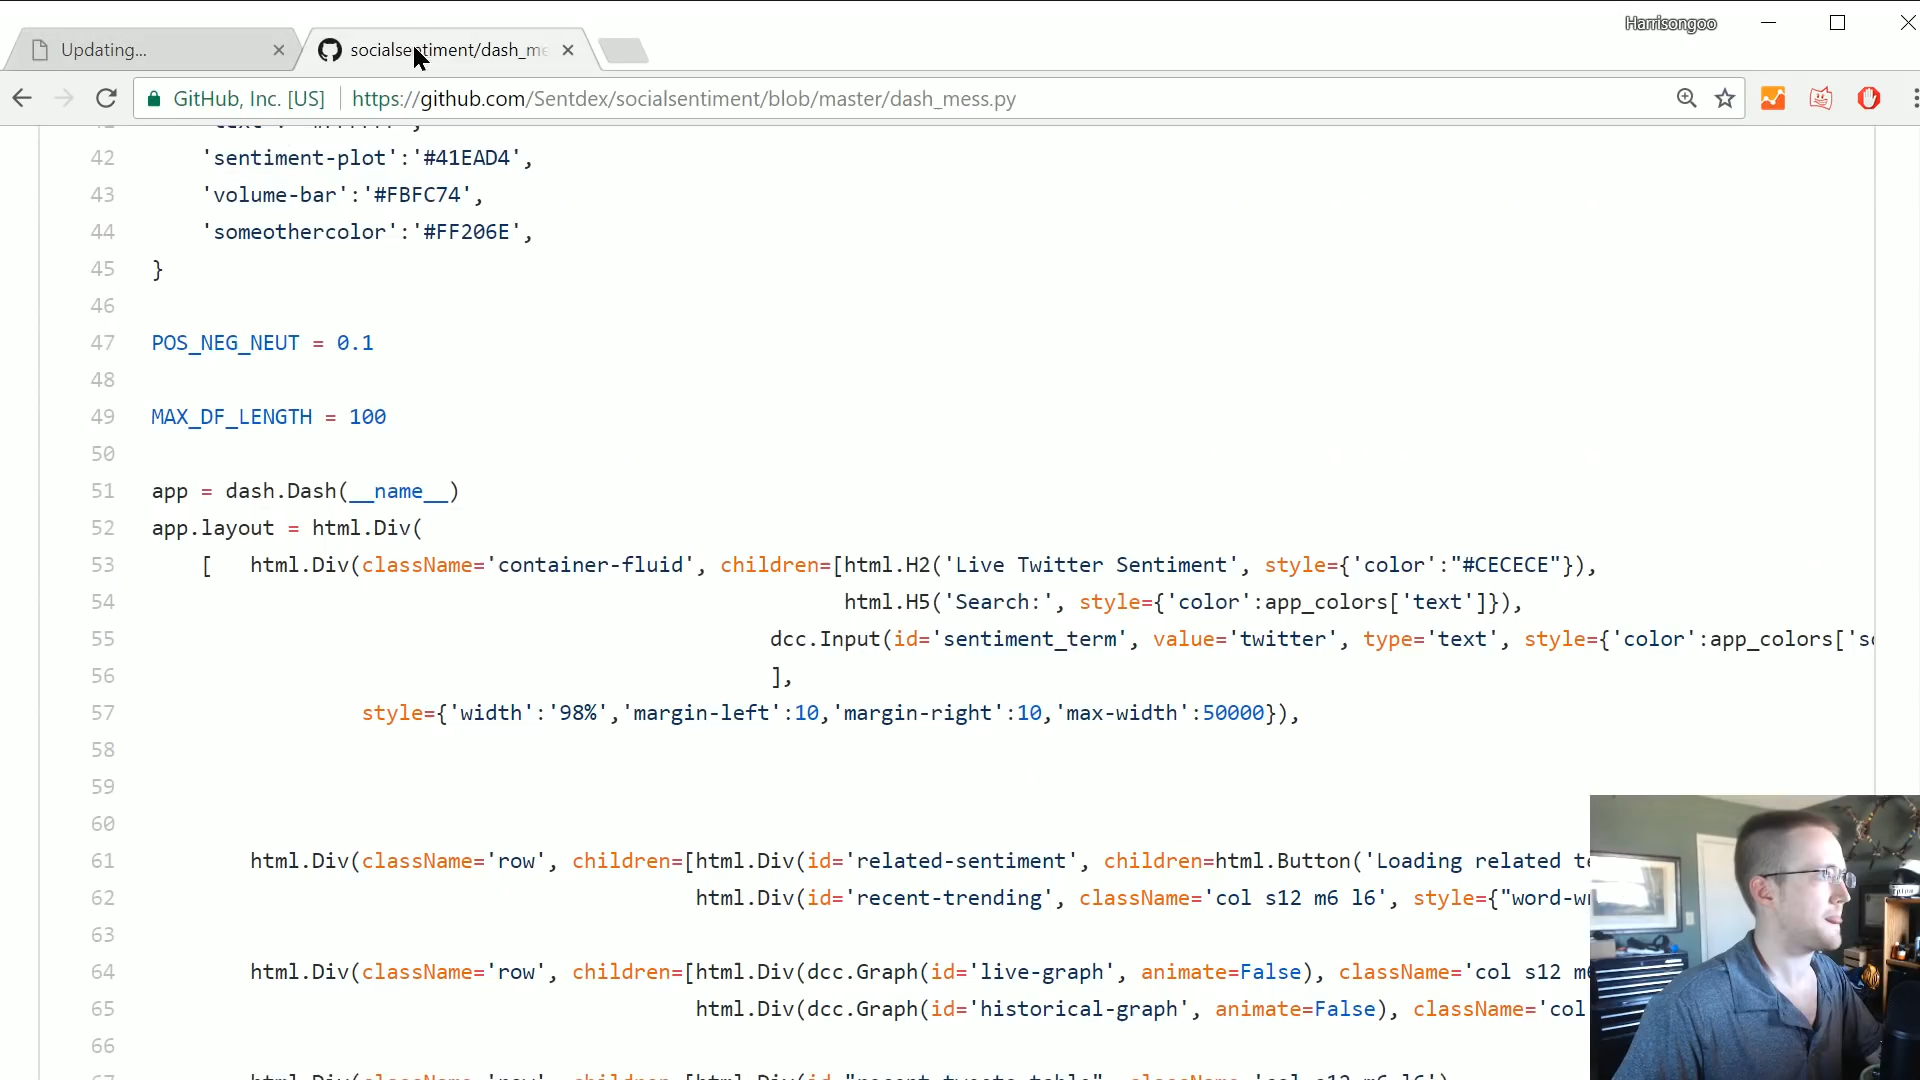 Harrisongoo
Updating...
socialsentiment/dash_me
GitHub, Inc. [US] https://github.com/Sentdex/socialsentiment/blob/master/dash_mess.py
42 'sentiment-plot':'#41EAD4',
43 'volume-bar':'#FBFC74',
44 'someothercolor':'#FF206E',
45 }
46
47 POS_NEG_NEUT = 0.1
48
49 MAX_DF_LENGTH = 100
50
51 app = dash.Dash(__name__)
52 app.layout = html.Div(
53 [ html.Div(className='container-fluid', children=[html.H2('Live Twitter Sentiment', style={'color':"#CECECE"}),
54 html.H5('Search:', style={'color':app_colors['text']}),
55 dcc.Input(id='sentiment_term', value='twitter', type='text', style={'color':app_colors['s
56 ],
57 style={'width':'98%','margin-left':10,'margin-right':10,'max-width':50000}),
58
59
60
61 html.Div(className='row', children=[html.Div(id='related-sentiment', children=html.Button('Loading related te
62 html.Div(id='recent-trending', className='col s12 m6 l6', style={"word-wr
63
64 html.Div(className='row', children=[html.Div(dcc.Graph(id='live-graph', animate=False), className='col s12 m6
65 html.Div(dcc.Graph(id='historical-graph', animate=False), className='col
66